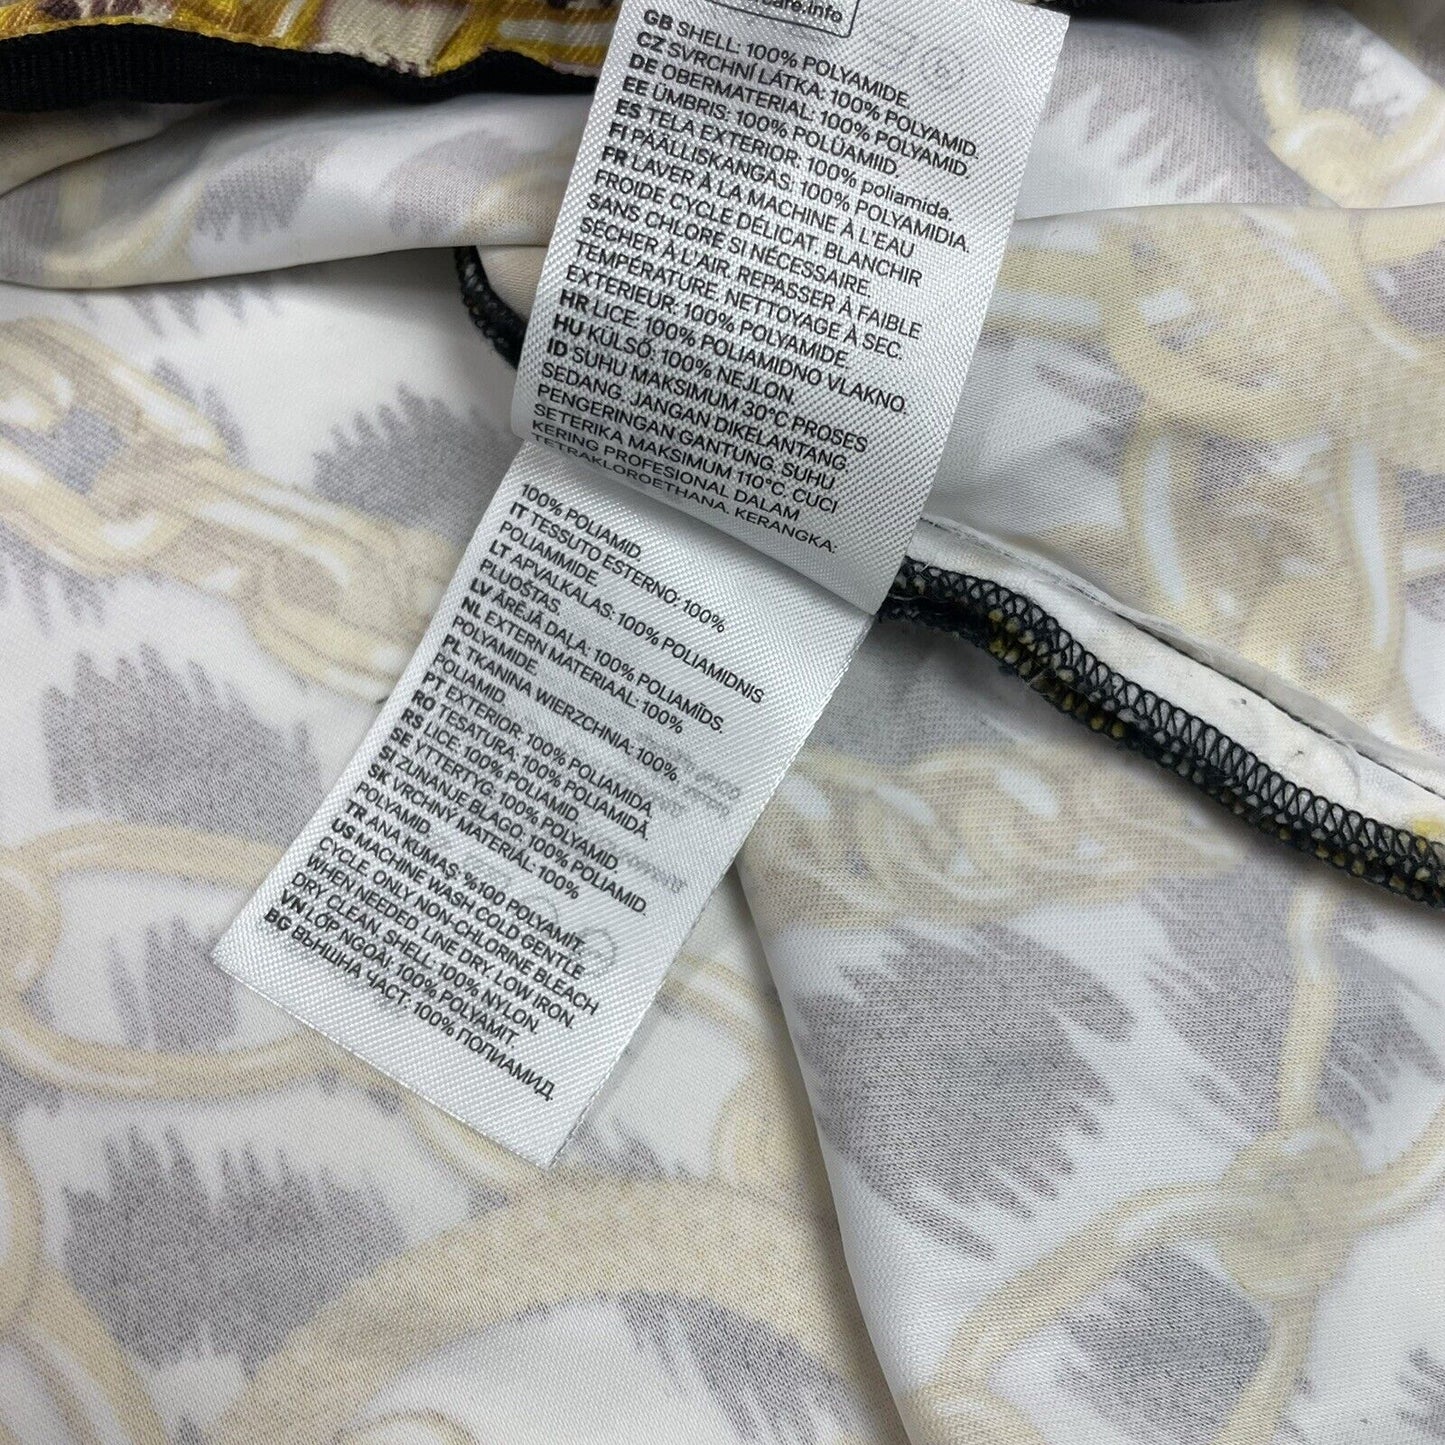 care.info
GB SHELL: 100% POLYAMIDE.
CZ SVRCHNÍ LÁTKA: 100% POLYAMID.
DE OBERMATERIAL: 100% POLYAMID.
EE ÜMBRIS: 100% POLÜAMIID.
ES TELA EXTERIOR: 100% poliamida.
FI PÄÄLLISKANGAS: 100% POLYAMIDIA.
FR LAVER À LA MACHINE À L'EAU
FROIDE CYCLE DÉLICAT. BLANCHIR
SANS CHLORE SI NÉCESSAIRE.
SÉCHER À L'AIR. REPASSER À FAIBLE
TEMPÉRATURE. NETTOYAGE À SEC.
EXTERIEUR: 100% POLYAMIDE
HR LICE: 100% POLIAMIDNO VLAKNO.
HU KÜLSŐ: 100% NEJLON.
ID SUHU MAKSIMUM 30°C PROSES
SEDANG. JANGAN DIKELANTANG.
PENGERINGAN GANTUNG. SUHU
SETERIKA MAKSIMUM 110°C. CUCI
KERING PROFESIONAL DALAM
TETRAKLOROETHANA. KERANGKA:
100% POLIAMID.
IT TESSUTO ESTERNO: 100%
POLIAMMIDE.
LT APVALKALAS: 100% POLIAMIDNIS
PLUOŠTAS.
LV ĀRĒJĀ DAĻA: 100% POLIAMĪDS.
NL EXTERN MATERIAAL: 100%
POLYAMIDE.
PL TKANINA WIERZCHNIA: 100%
POLIAMID.
PT EXTERIOR: 100% POLIAMIDA
RO TESATURA: 100% POLIAMIDĂ
RS LICE: 100% POLIAMID.
SE YTTERTYG: 100% POLYAMID
SI ZUNANJE BLAGO: 100% POLIAMID.
SK VRCHNÝ MATERIÁL: 100%
POLYAMID.
TR ANA KUMAŞ: %100 POLYAMIT.
US MACHINE WASH COLD GENTLE
CYCLE. ONLY NON-CHLORINE BLEACH
WHEN NEEDED. LINE DRY. LOW IRON.
DRY CLEAN. SHELL: 100% NYLON.
VN LỚP NGOÀI: 100% POLYAMIT.
BG ВЪНШНА ЧАСТ: 100% ПОЛИАМИД.